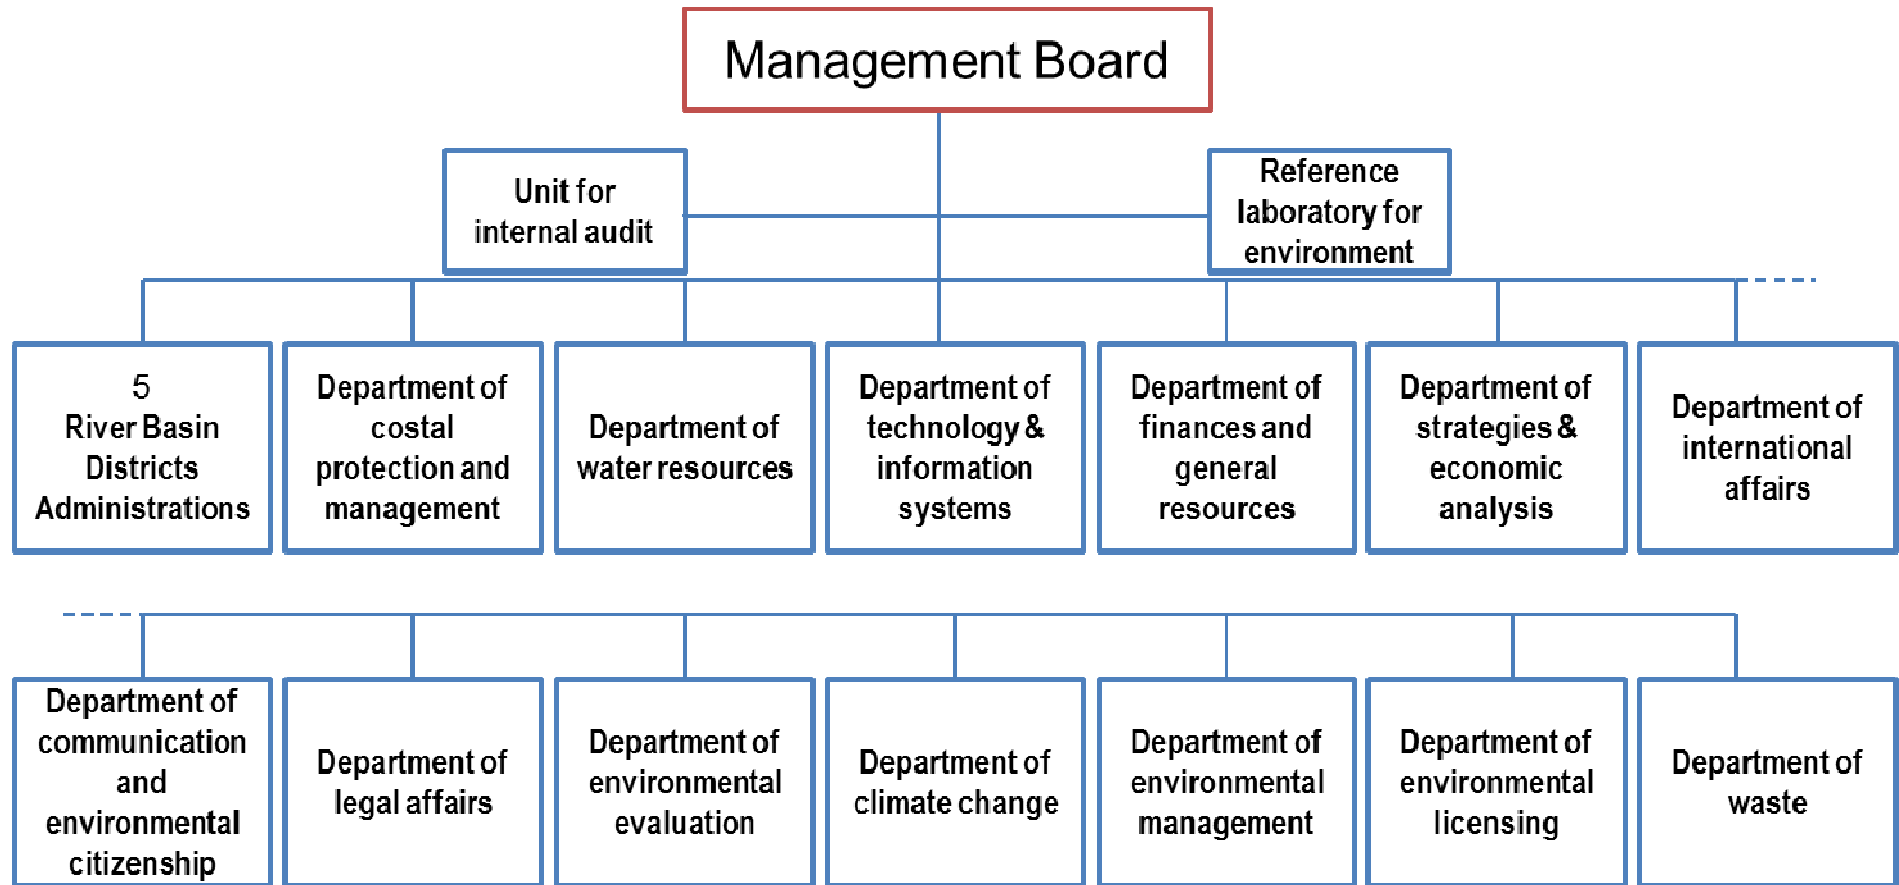 Management Board
Unit for
internal audit
Reference
laboratory for
environment
5
River Basin
Districts
Administrations
Department of
costal
protection and
management
Department of
water resources
Department of
technology &
information
systems
Department of
finances and
general
resources
Department of
strategies &
economic
analysis
Department of
international
affairs
Department of
communication
and
environmental
citizenship
Department of
legal affairs
Department of
environmental
evaluation
Department of
climate change
Department of
environmental
management
Department of
environmental
licensing
Department of
waste